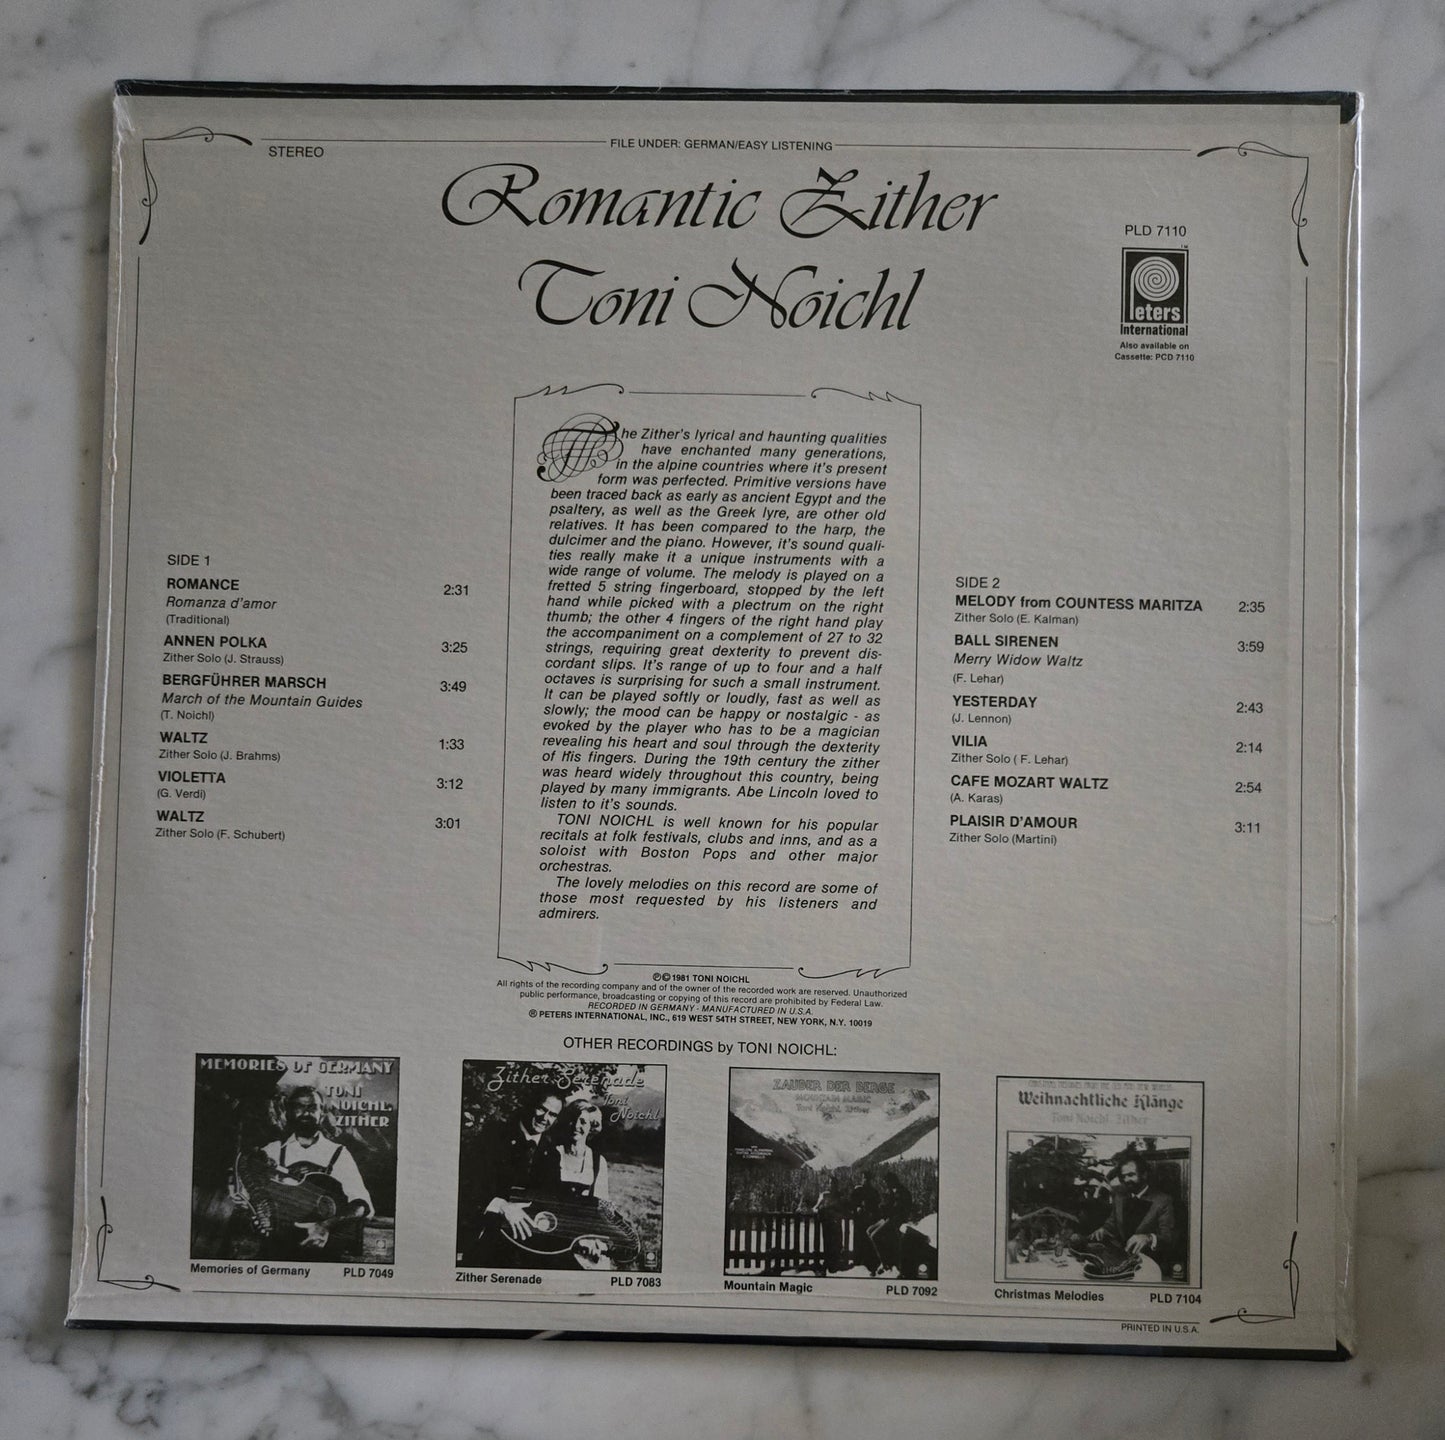 FILE UNDER: GERMAN/EASY LISTENING
STEREO
Romantic Zither
Toni Noichl
PLD 7110
TM
Peters
International
Also available on
Cassette: PCD 7110
The Zither's lyrical and haunting qualities
have enchanted many generations,
in the alpine countries where it's present
form was perfected. Primitive versions have
been traced back as early as ancient Egypt and the
psaltery, as well as the Greek lyre, are other old
relatives. It has been compared to the harp, the
dulcimer and the piano. However, it's sound quali-
ties really make it a unique instruments with a
wide range of volume. The melody is played on a
fretted 5 string fingerboard, stopped by the left
hand while picked with a plectrum on the right
thumb; the other 4 fingers of the right hand play
the accompaniment on a complement of 27 to 32
strings, requiring great dexterity to prevent dis-
cordant slips. It's range of up to four and a half
octaves is surprising for such a small instrument.
It can be played softly or loudly, fast as well as
slowly; the mood can be happy or nostalgic - as
evoked by the player who has to be a magician
revealing his heart and soul through the dexterity
of His fingers. During the 19th century the zither
was heard widely throughout this country, being
played by many immigrants. Abe Lincoln loved to
listen to it's sounds.
TONI NOICHL is well known for his popular
recitals at folk festivals, clubs and inns, and as a
soloist with Boston Pops and other major
orchestras.
The lovely melodies on this record are some of
those most requested by his listeners and
admirers.
SIDE 1
ROMANCE 2:31
Romanza d'amor
(Traditional)
ANNEN POLKA 3:25
Zither Solo (J. Strauss)
BERGFÜHRER MARSCH 3:49
March of the Mountain Guides
(T. Noichl)
WALTZ 1:33
Zither Solo (J. Brahms)
VIOLETTA 3:12
(G. Verdi)
WALTZ 3:01
Zither Solo (F. Schubert)
SIDE 2
MELODY from COUNTESS MARITZA 2:35
Zither Solo (E. Kalman)
BALL SIRENEN 3:59
Merry Widow Waltz
(F. Lehar)
YESTERDAY 2:43
(J. Lennon)
VILIA 2:14
Zither Solo ( F. Lehar)
CAFE MOZART WALTZ 2:54
(A. Karas)
PLAISIR D'AMOUR 3:11
Zither Solo (Martini)
℗© 1981 TONI NOICHL
All rights of the recording company and of the owner of the recorded work are reserved. Unauthorized
public performance, broadcasting or copying of this record are prohibited by Federal Law.
RECORDED IN GERMANY - MANUFACTURED IN U.S.A.
® PETERS INTERNATIONAL, INC., 619 WEST 54TH STREET, NEW YORK, N.Y. 10019
OTHER RECORDINGS by TONI NOICHL:
MEMORIES OF GERMANY
TONI
NOICHL
ZITHER
Zither Serenade
Toni
Noichl
ZAUBER DER BERGE
MOUNTAIN MAGIC
Toni Noichl, Zither
Weihnachtliche Klänge
Toni Noichl Zither
Memories of Germany PLD 7049
Zither Serenade PLD 7083
Mountain Magic PLD 7092
Christmas Melodies PLD 7104
PRINTED IN U.S.A.